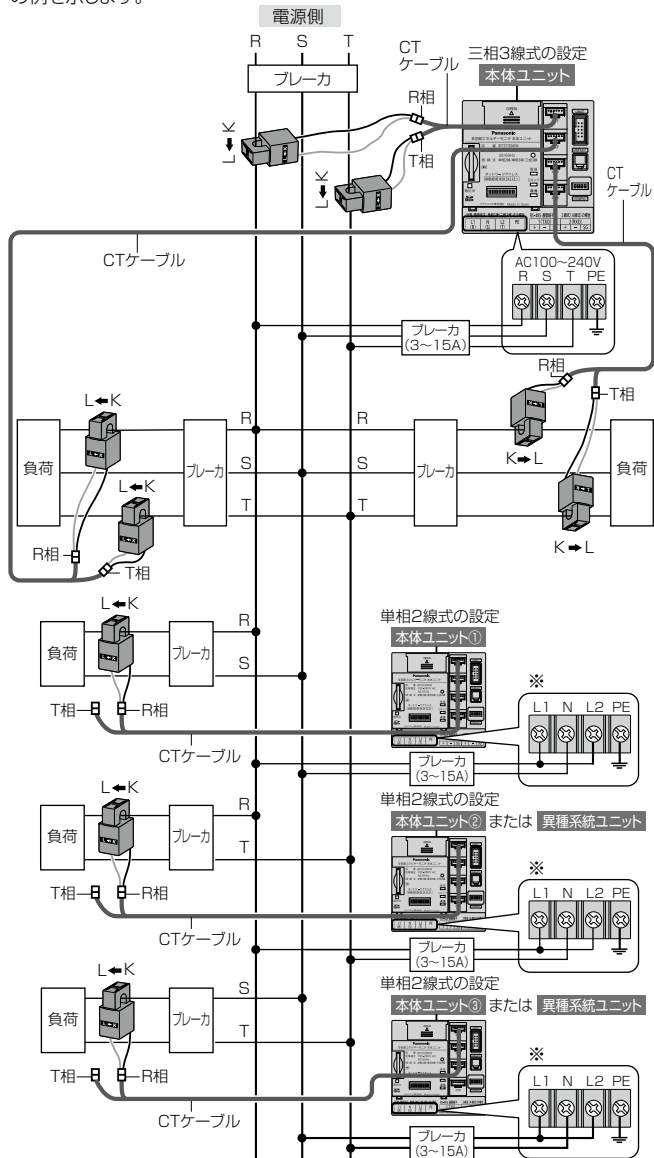 の例を示します。
電源側
R S T
ブレーカ
CT
ケーブル
三相3線式の設定
本体ユニット
R相
T相
K
L
K
L
Panasonic
CT
ケーブル
CTケーブル
AC100～240V
R S T PE
ブレーカ
(3～15A)
R相
T相
L K
負荷
ブレーカ
R
S
T
R
S
T
ブレーカ
負荷
K L
L K
K L
R相
T相
L K
負荷
ブレーカ
R
S
T相
R相
CTケーブル
単相2線式の設定
本体ユニット①
※
L1 N L2 PE
ブレーカ
(3～15A)
L K
負荷
ブレーカ
R
T
T相
R相
CTケーブル
単相2線式の設定
本体ユニット② または 異種系統ユニット
※
L1 N L2 PE
ブレーカ
(3～15A)
L K
負荷
ブレーカ
S
T
T相
R相
CTケーブル
単相2線式の設定
本体ユニット③ または 異種系統ユニット
※
L1 N L2 PE
ブレーカ
(3～15A)